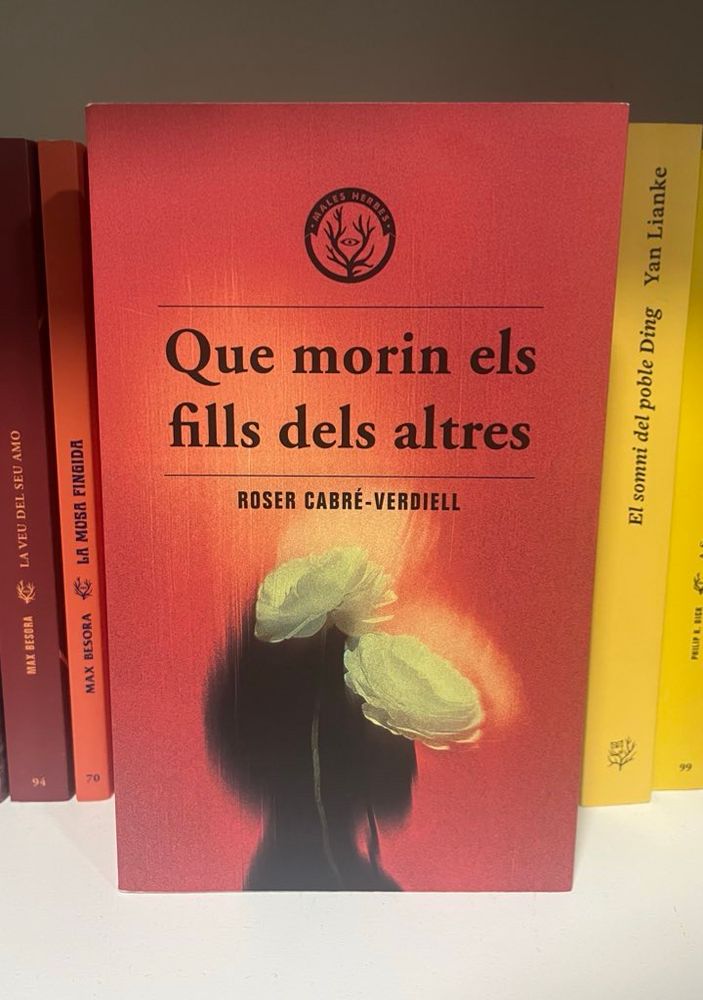 MALES HERBES
Que morin els
fills dels altres
ROSER CABRÉ-VERDIELL
MAX BESORA LA VEU DEL SEU AMO
94
MAX BESORA LA MUSA FINGIDA
70
El somni del poble Ding Yan Lianke
PHILIP K. DICK
99